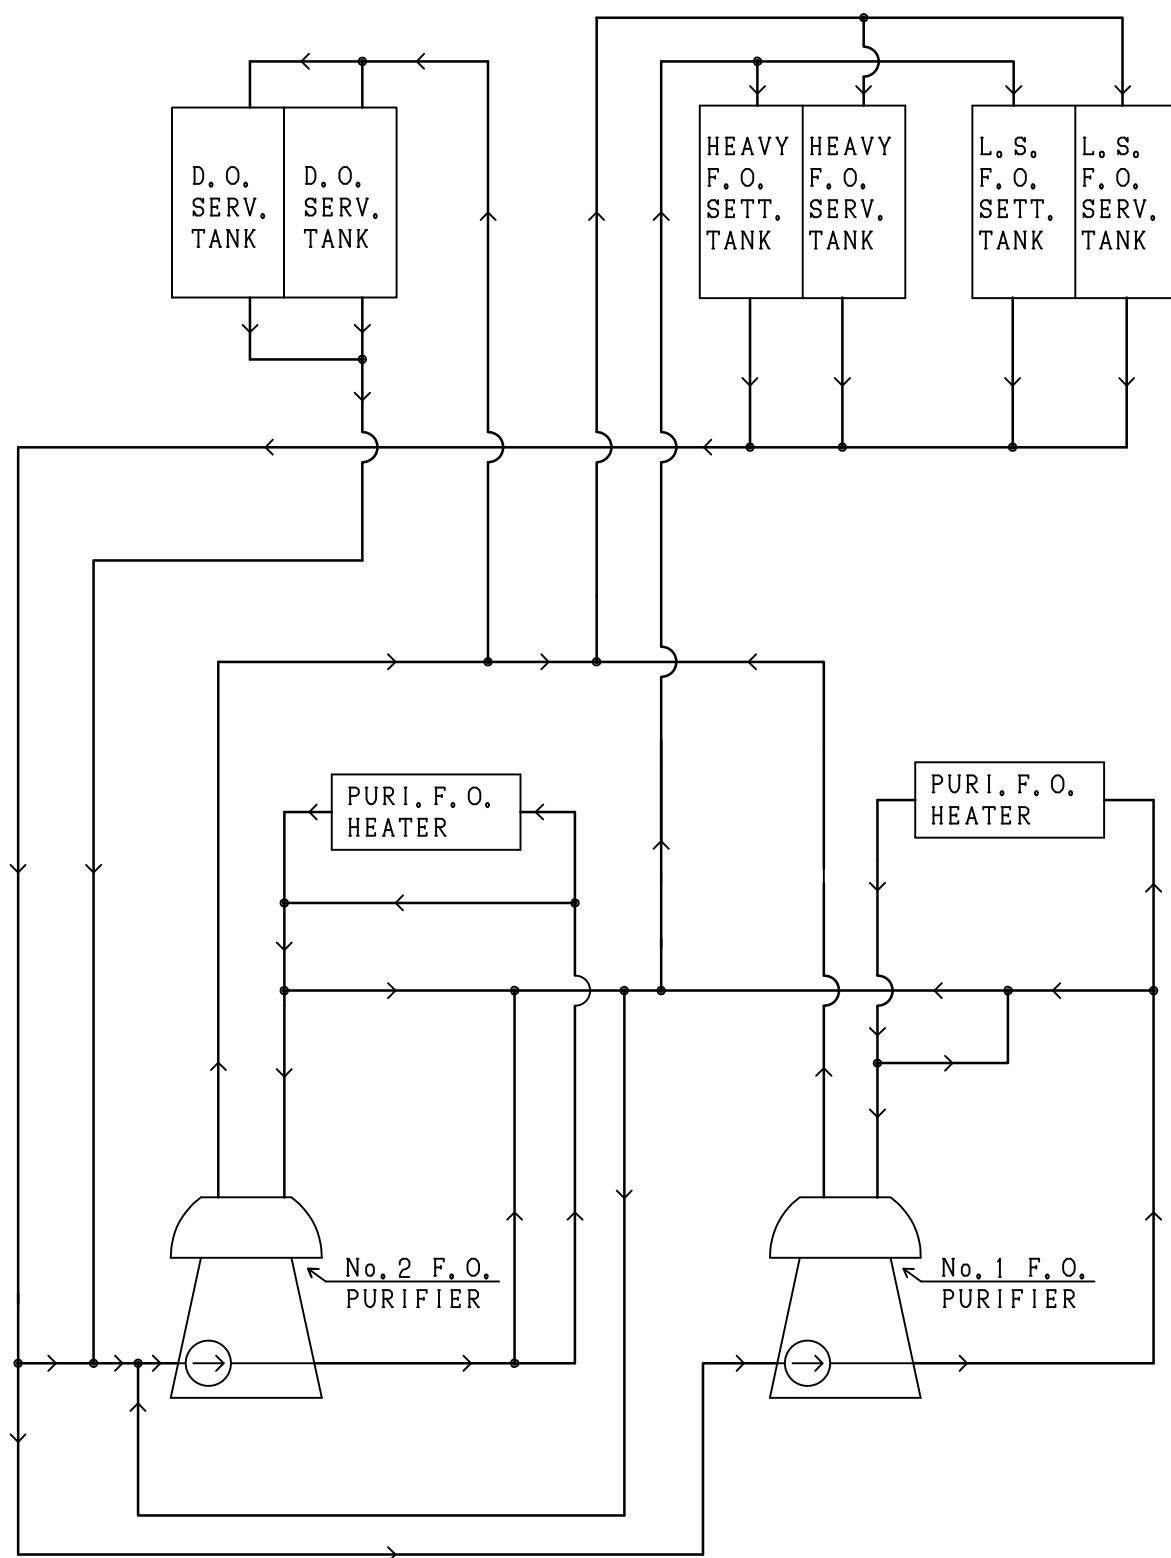 D. O.
SERV.
TANK
D. O.
SERV.
TANK
HEAVY
F. O.
SETT.
TANK
HEAVY
F. O.
SERV.
TANK
L. S.
F. O.
SETT.
TANK
L. S.
F. O.
SERV.
TANK
PURI. F. O.
HEATER
PURI. F. O.
HEATER
No. 2 F. O.
PURIFIER
No. 1 F. O.
PURIFIER